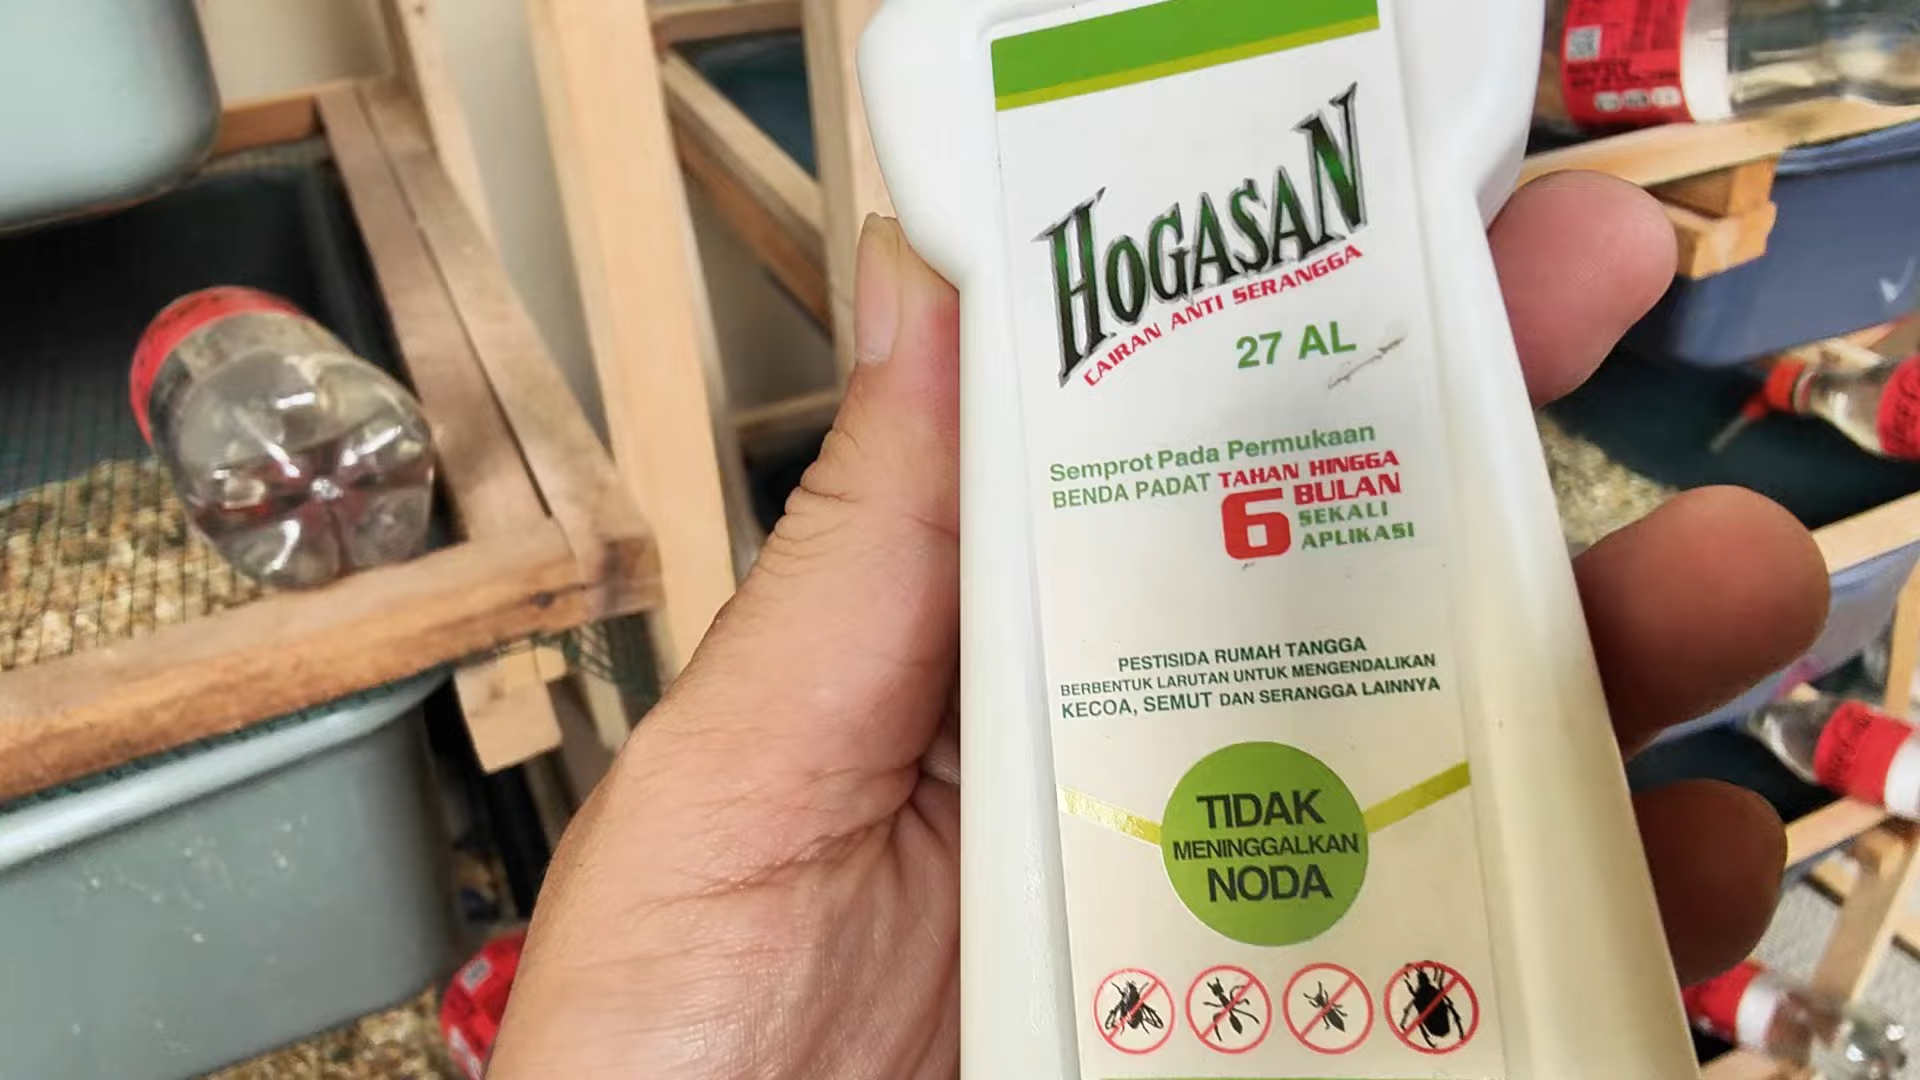 HOGASAN
CAIRAN ANTI SERANGGA
27 AL
Semprot Pada Permukaan
BENDA PADAT TAHAN HINGGA
6 BULAN
SEKALI
APLIKASI
PESTISIDA RUMAH TANGGA
BERBENTUK LARUTAN UNTUK MENGENDALIKAN
KECOA, SEMUT DAN SERANGGA LAINNYA
TIDAK
MENINGGALKAN
NODA